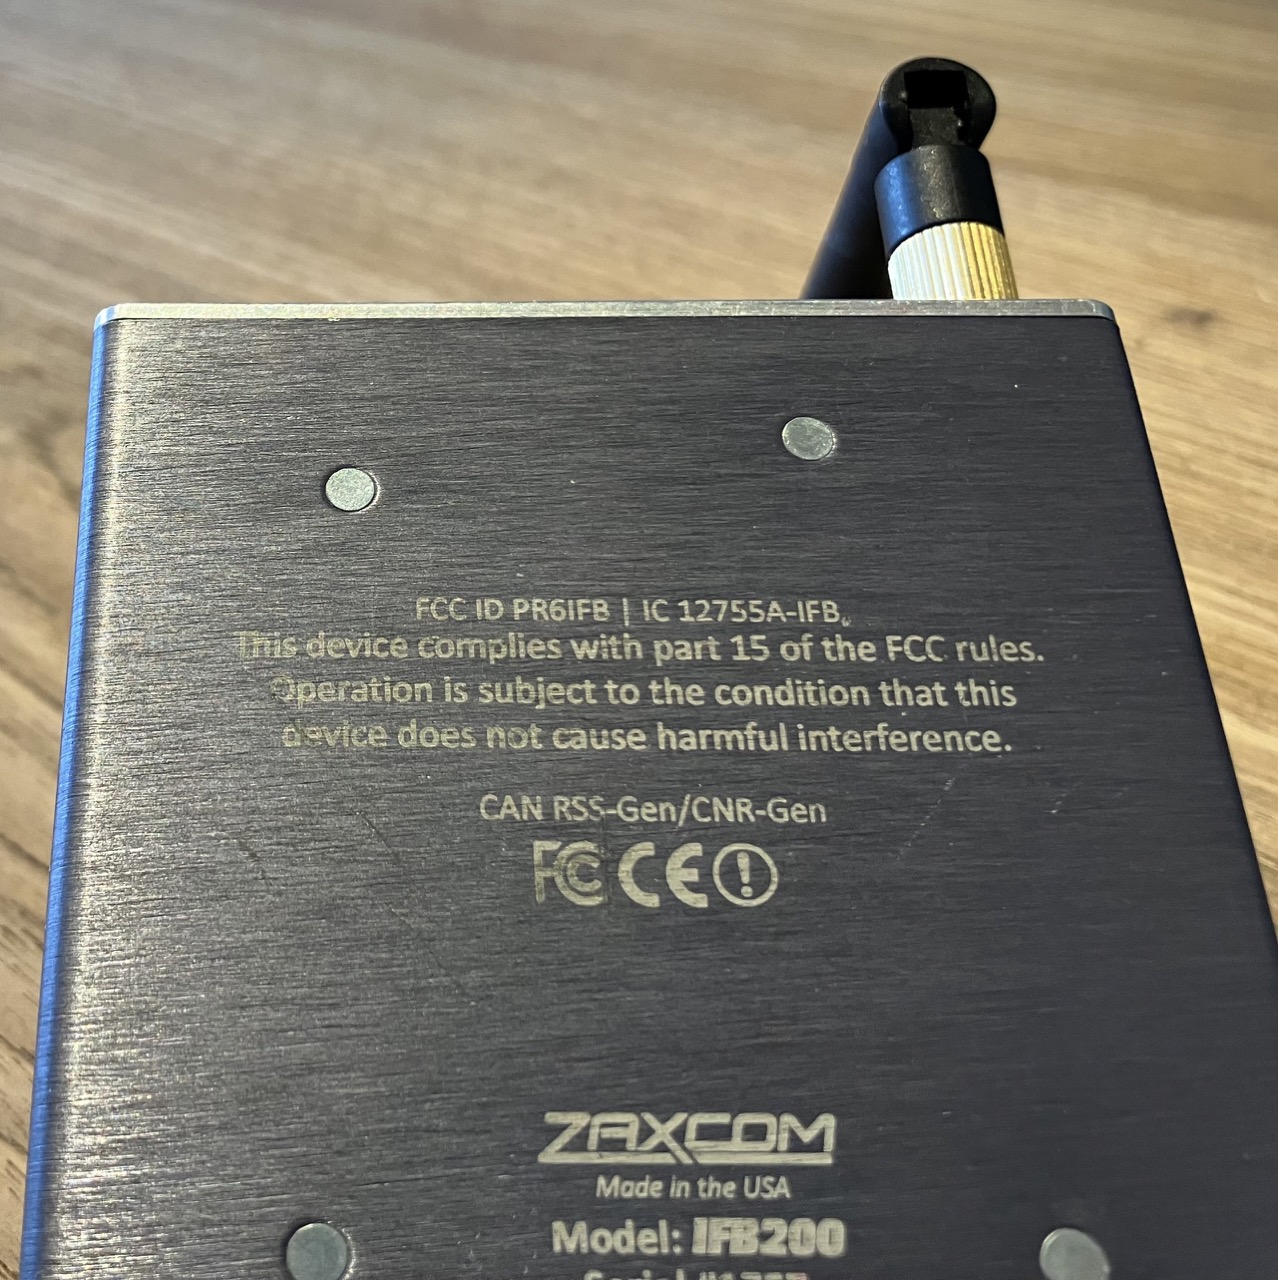 FCC ID PR6IFB | IC 12755A-IFB
This device complies with part 15 of the FCC rules.
Operation is subject to the condition that this
device does not cause harmful interference.
CAN RSS-Gen/CNR-Gen
FC CE !
ZAXCOM
Made in the USA
Model: IFB200